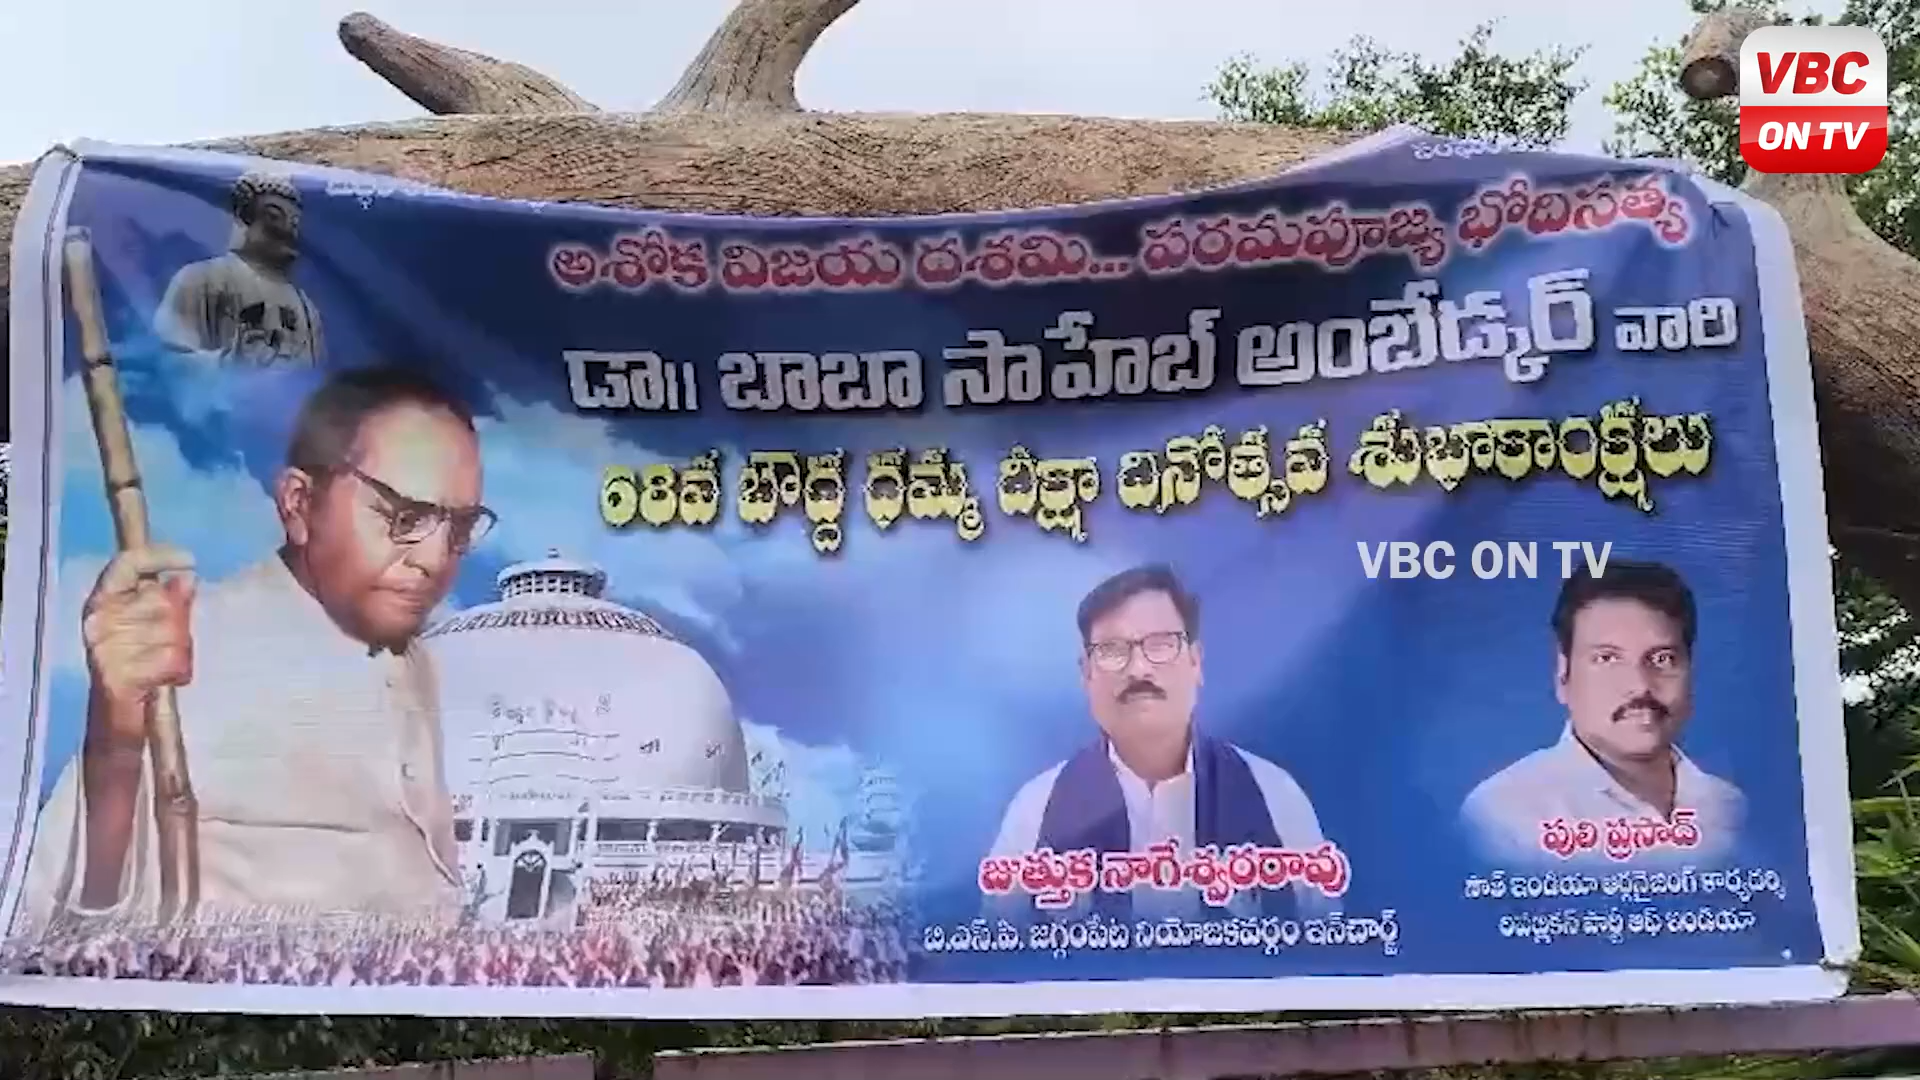 VBC
ON TV
అశోక విజయ దశమి... పరమపూజ్య భోదిసత్వ
డా॥ బాబా సాహేబ్ అంబేడ్కర్ వారి
68వ బౌద్ధ ధమ్మ దీక్షా దినోత్సవ శుభాకాంక్షలు
VBC ON TV
జుత్తుక నాగేశ్వరరావు
బి.ఎస్.పి. జగ్గంపేట నియోజకవర్గం ఇన్‌చార్జ్
పులి ప్రసాద్
సౌత్ ఇండియా ఆర్గనైజింగ్ కార్యదర్శి
రిపబ్లికన్ పార్టీ ఆఫ్ ఇండియా